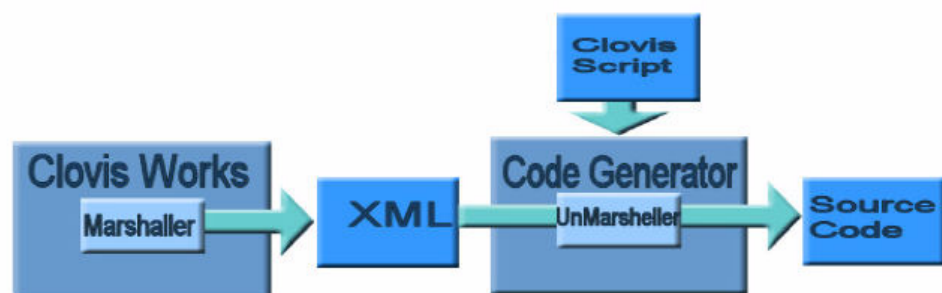 Clovis
Script
Clovis Works
Marshaller
XML
Code Generator
UnMarsheller
Source
Code